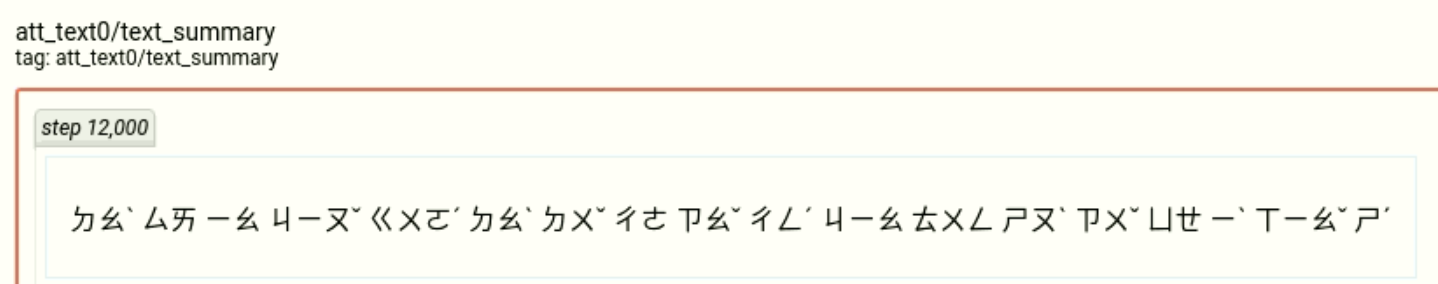 att_text0/text_summary
tag: att_text0/text_summary
step 12,000
ㄉㄠˋ ㄙㄞ ㄧㄠ ㄐㄧㄡˇ ㄍㄨㄛˊ ㄉㄠˋ ㄉㄨˇ ㄔㄜ ㄗㄠˇ ㄔㄥˊ ㄐㄧㄠ ㄊㄨㄥ ㄕㄡˋ ㄗㄨˇ ㄩㄝ ㄧˋ ㄒㄧㄠˇ ㄕˊ